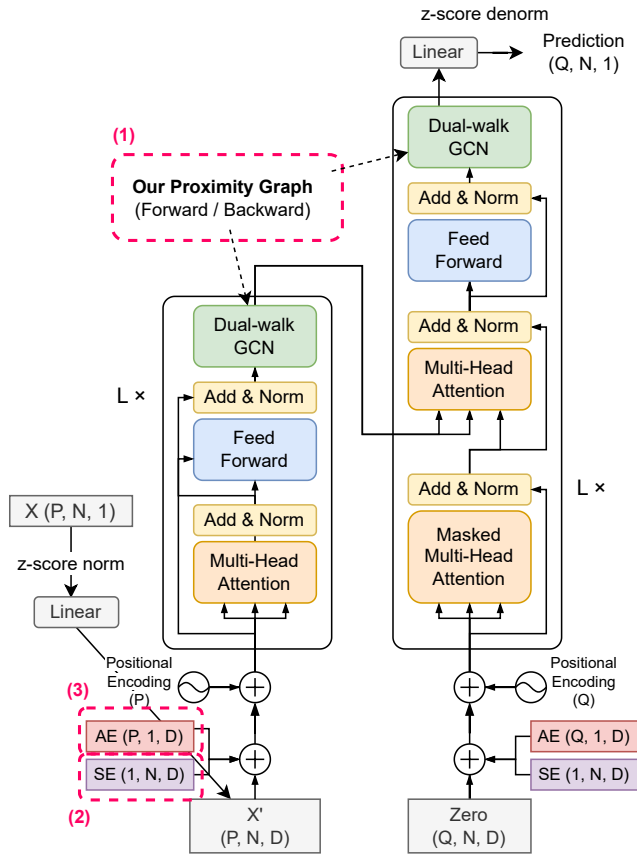 z-score denorm
Linear
Prediction
(Q, N, 1)
(1)
Our Proximity Graph
(Forward / Backward)
Dual-walk
GCN
Add & Norm
Feed
Forward
Add & Norm
Multi-Head
Attention
Add & Norm
Masked
Multi-Head
Attention
L ×
Dual-walk
GCN
Add & Norm
Feed
Forward
Add & Norm
Multi-Head
Attention
L ×
X (P, N, 1)
z-score norm
Linear
Positional
Encoding
(P)
(3)
AE (P, 1, D)
SE (1, N, D)
(2)
X'
(P, N, D)
Positional
Encoding
(Q)
AE (Q, 1, D)
SE (1, N, D)
Zero
(Q, N, D)